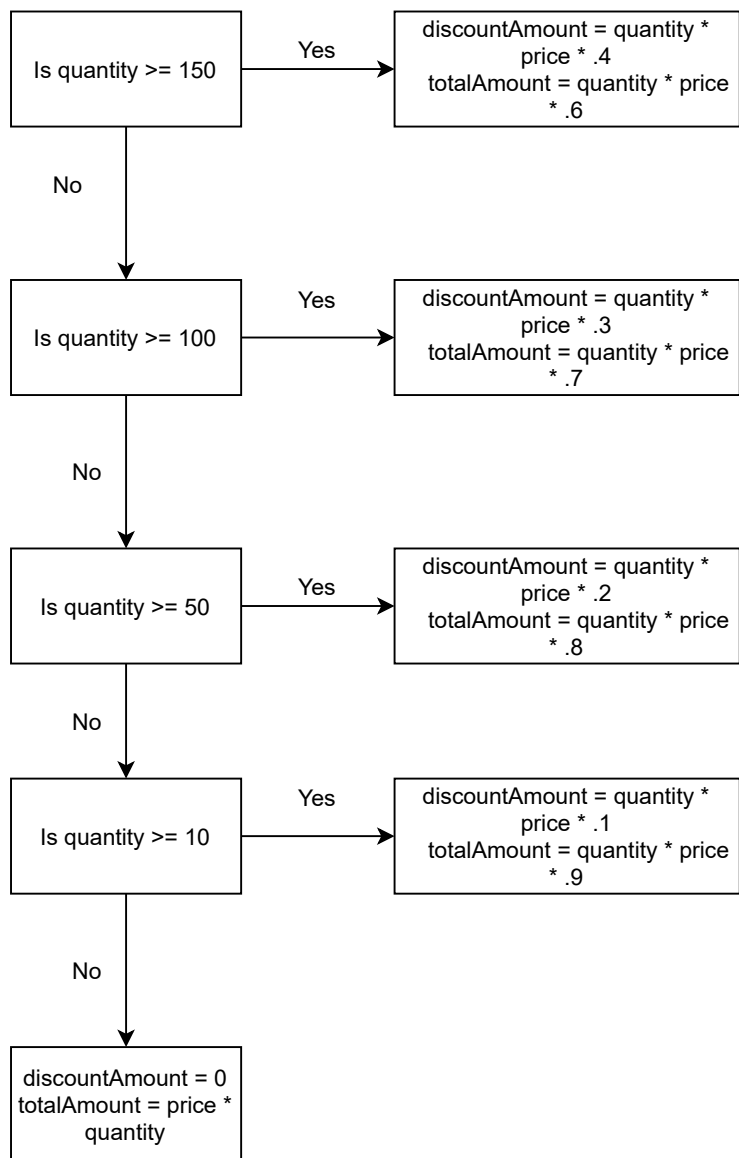 Is quantity >= 150
Yes
discountAmount = quantity *
price * .4
totalAmount = quantity * price
* .6
No
Is quantity >= 100
Yes
discountAmount = quantity *
price * .3
totalAmount = quantity * price
* .7
No
Is quantity >= 50
Yes
discountAmount = quantity *
price * .2
totalAmount = quantity * price
* .8
No
Is quantity >= 10
Yes
discountAmount = quantity *
price * .1
totalAmount = quantity * price
* .9
No
discountAmount = 0
totalAmount = price *
quantity